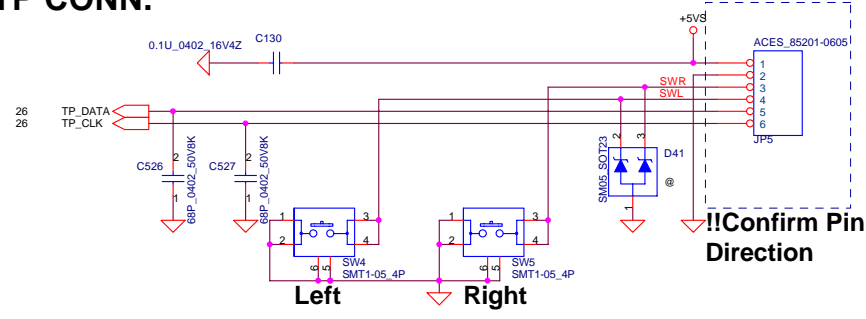 TP CONN.
+5VS
0.1U_0402_16V4Z
C130
ACES_85201-0605
1
2
3
4
5
6
JP5
SWR
SWL
26 TP_DATA
26 TP_CLK
C526
2
1
68P_0402_50V8K
C527
2
1
68P_0402_50V8K
2
3
D41
SM05_SOT23
@
1
!!Confirm Pin
Direction
1
2
3
4
6
5
SW4
SMT1-05_4P
Left
1
2
3
4
6
5
SW5
SMT1-05_4P
Right